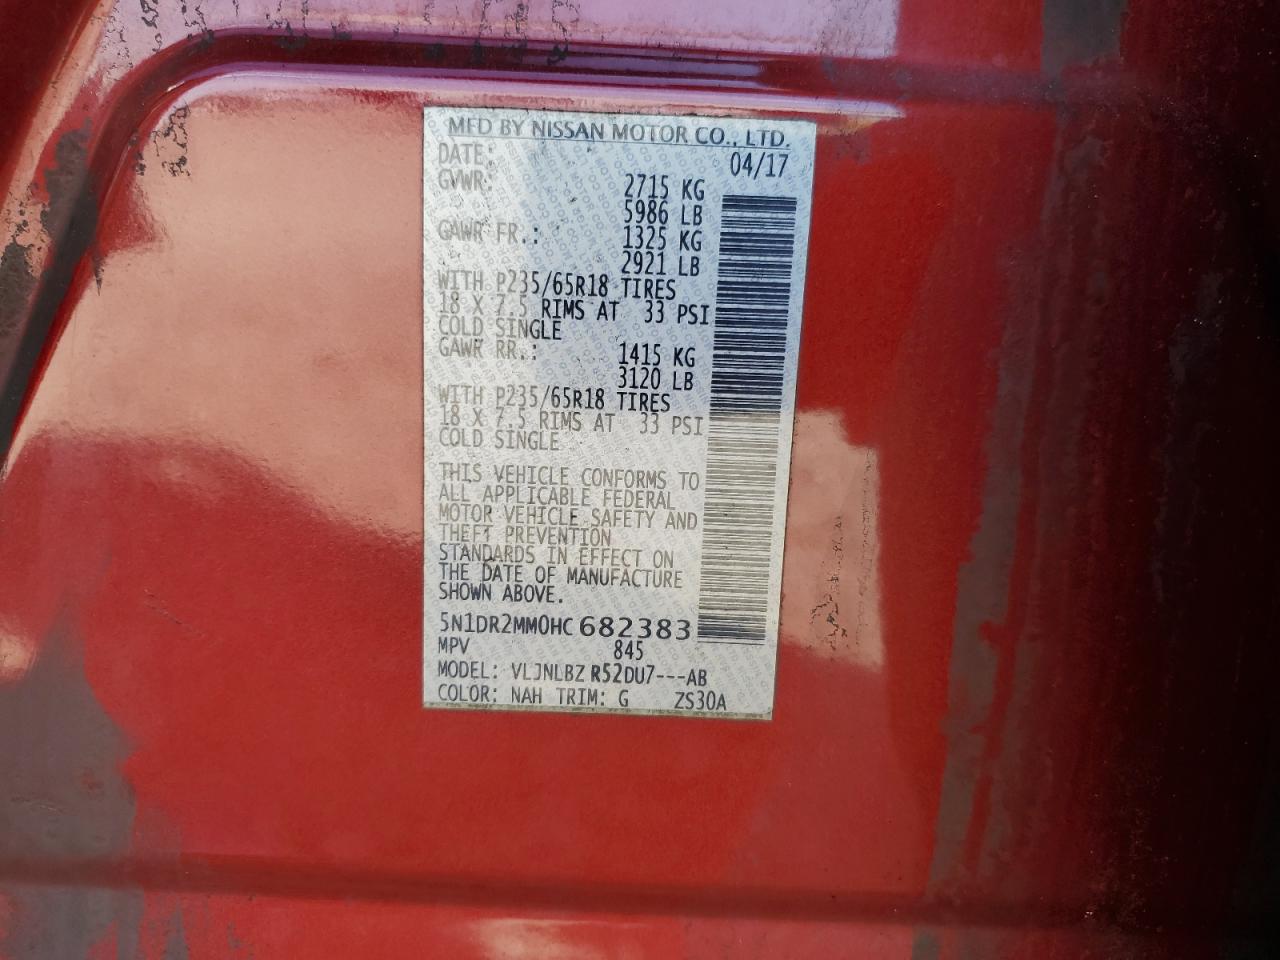 MFD BY NISSAN MOTOR CO., LTD.
DATE: 04/17
GVWR: 2715 KG
5986 LB
GAWR FR.: 1325 KG
2921 LB
WITH P235/65R18 TIRES
18 X 7.5 RIMS AT 33 PSI
COLD SINGLE
GAWR RR.: 1415 KG
3120 LB
WITH P235/65R18 TIRES
18 X 7.5 RIMS AT 33 PSI
COLD SINGLE
THIS VEHICLE CONFORMS TO
ALL APPLICABLE FEDERAL
MOTOR VEHICLE SAFETY AND
THEFT PREVENTION
STANDARDS IN EFFECT ON
THE DATE OF MANUFACTURE
SHOWN ABOVE.
5N1DR2MM0HC682383
MPV 845
MODEL: VLJNLBZ R52DU7---AB
COLOR: NAH TRIM: G ZS30A